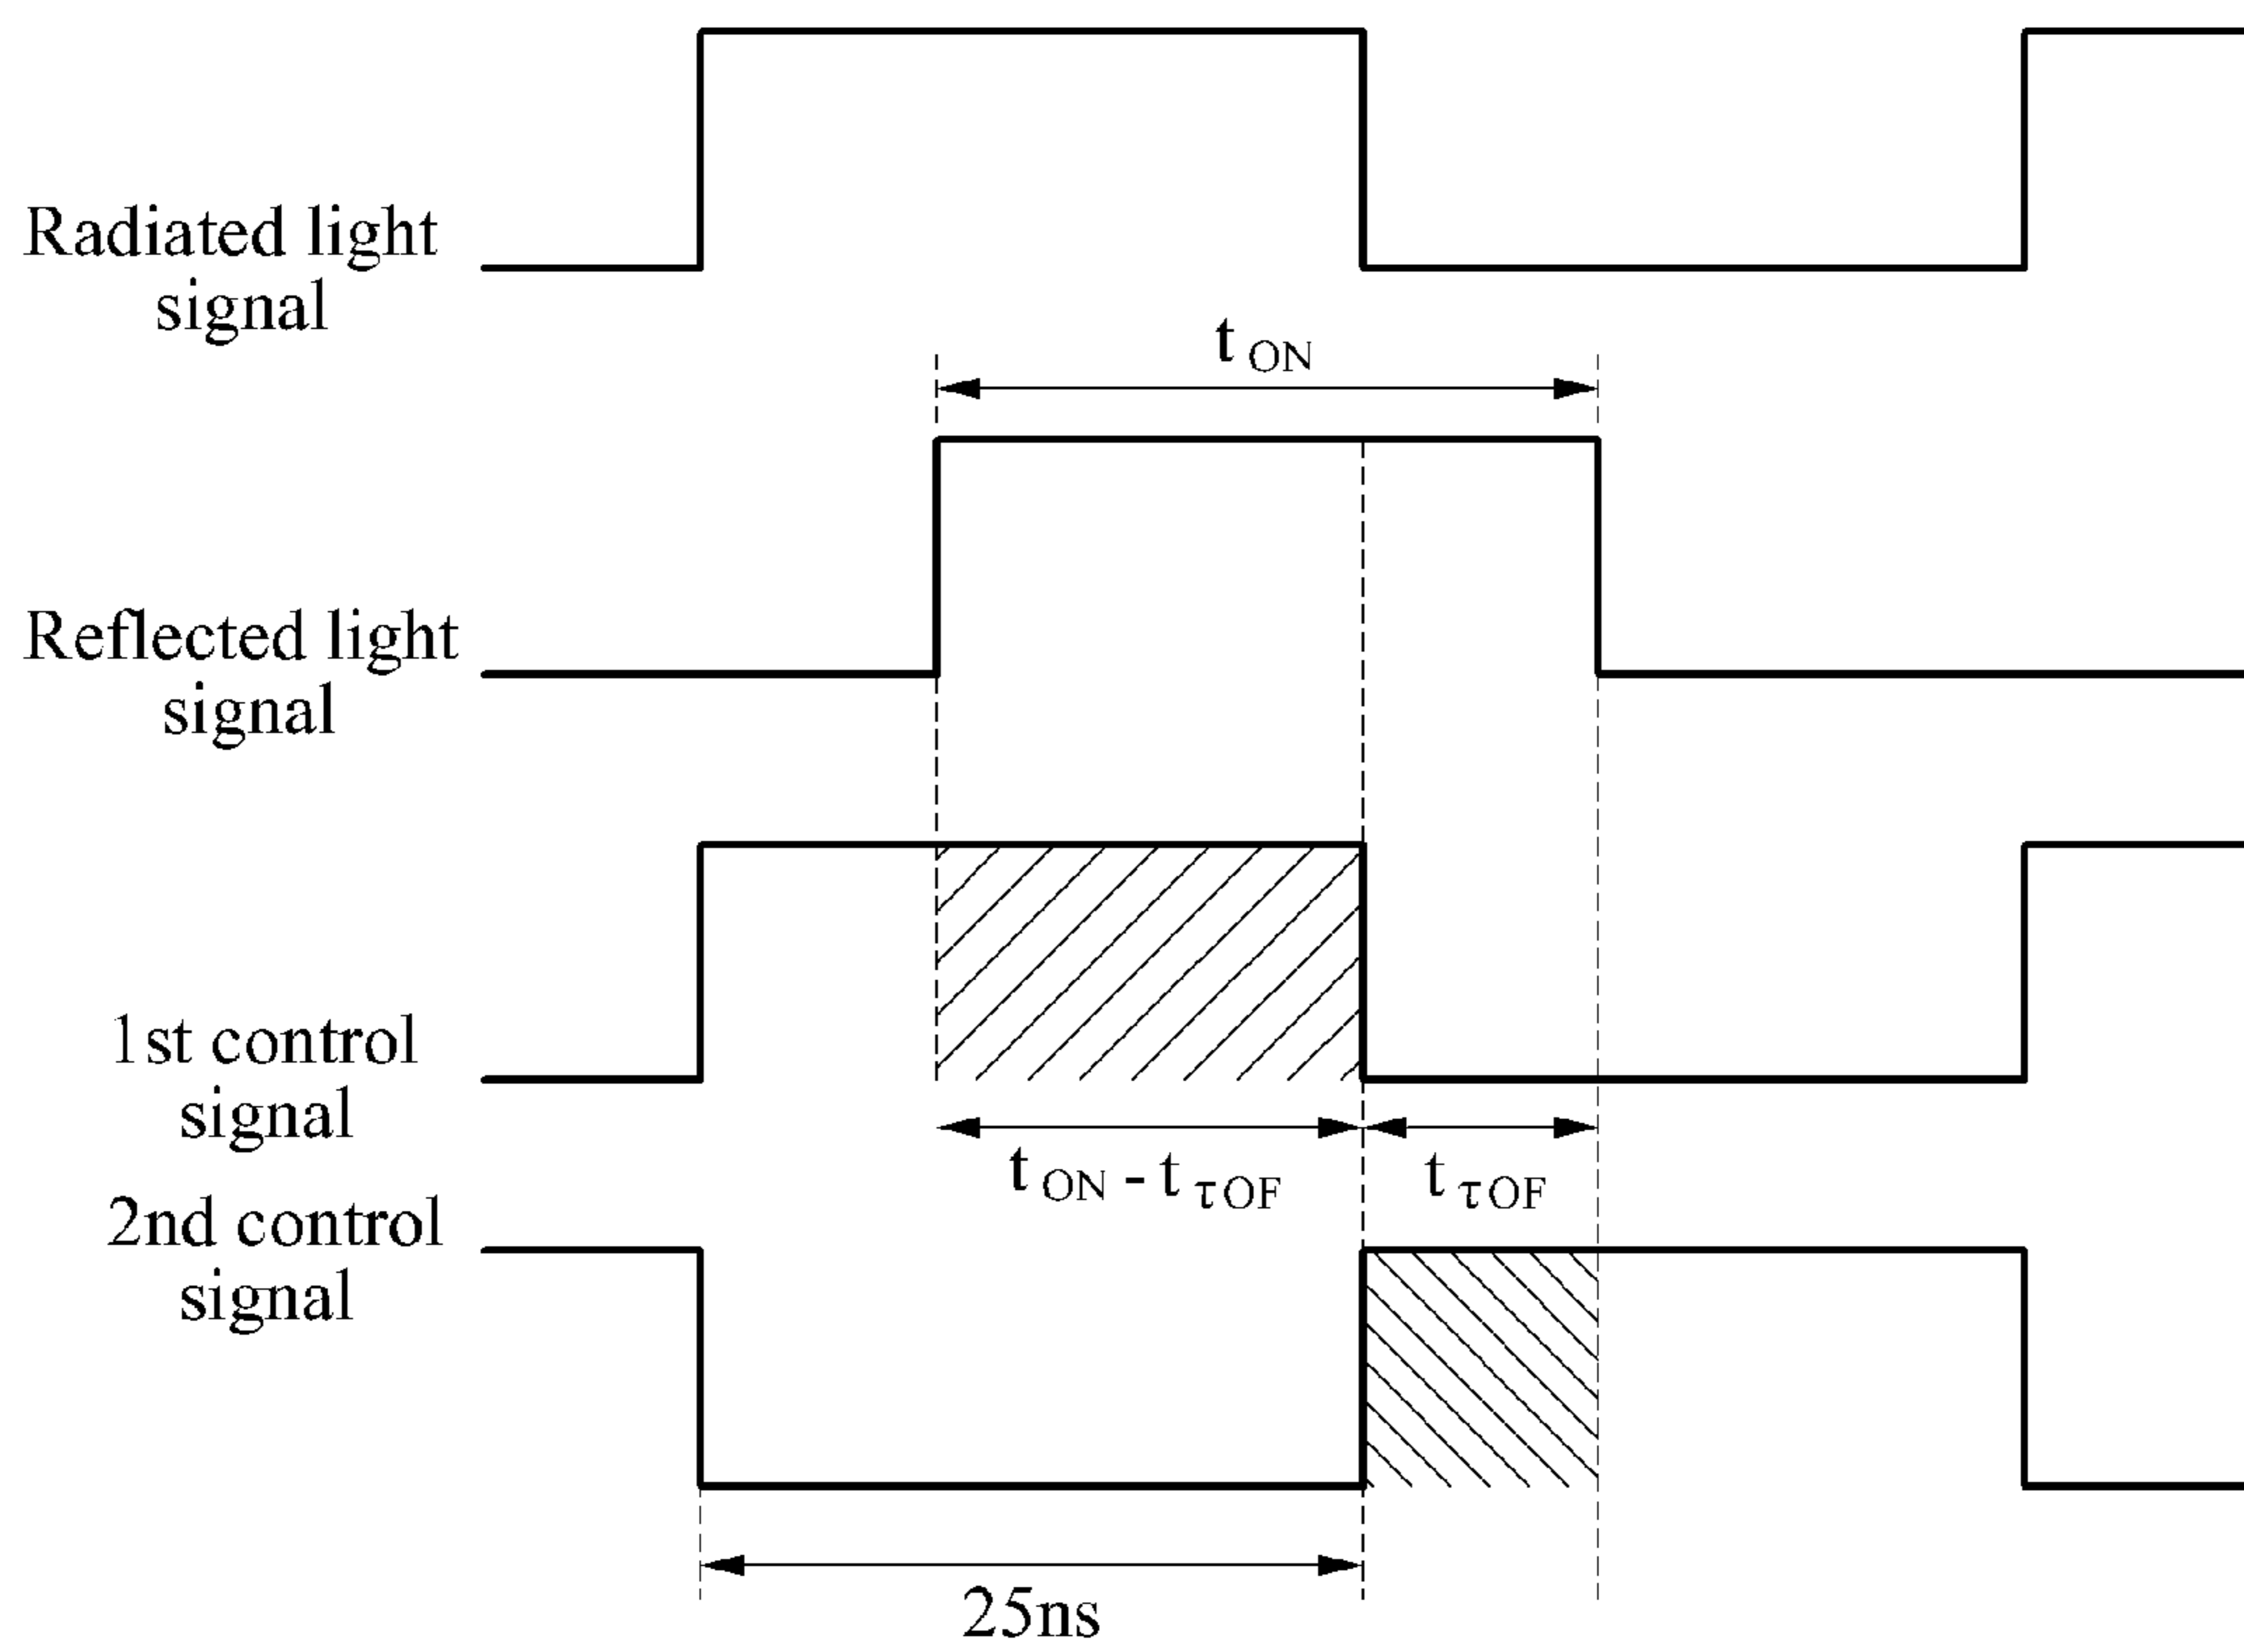 Radiated light
signal
t ON
Reflected light
signal
1st control
signal
t ON - t τOF
t τOF
2nd control
signal
25ns